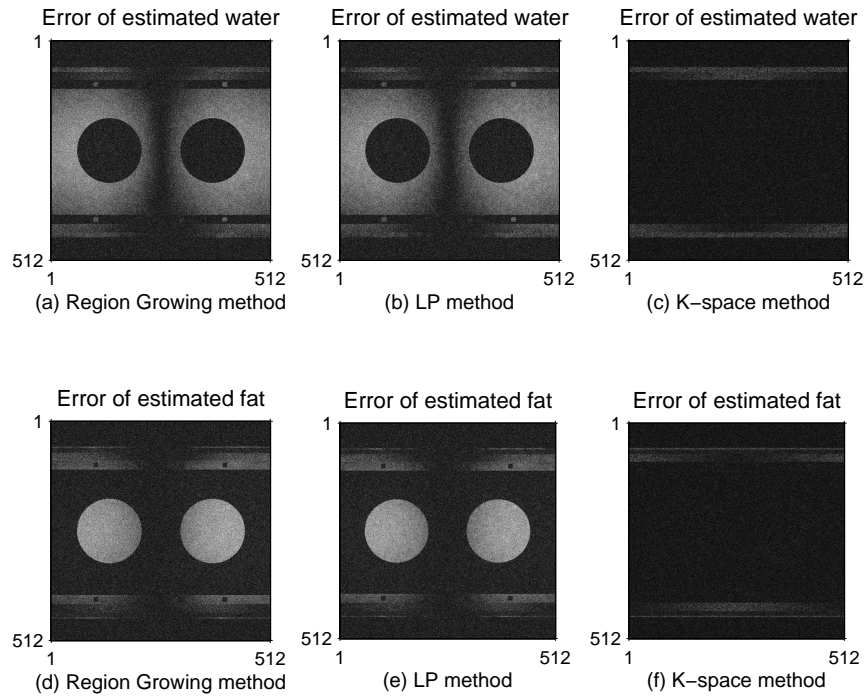 Error of estimated water
Error of estimated water
Error of estimated water
1
1
1
512
512
512
1
512
1
512
1
512
(a) Region Growing method
(b) LP method
(c) K−space method
Error of estimated fat
Error of estimated fat
Error of estimated fat
1
1
1
512
512
512
1
512
1
512
1
512
(d) Region Growing method
(e) LP method
(f) K−space method